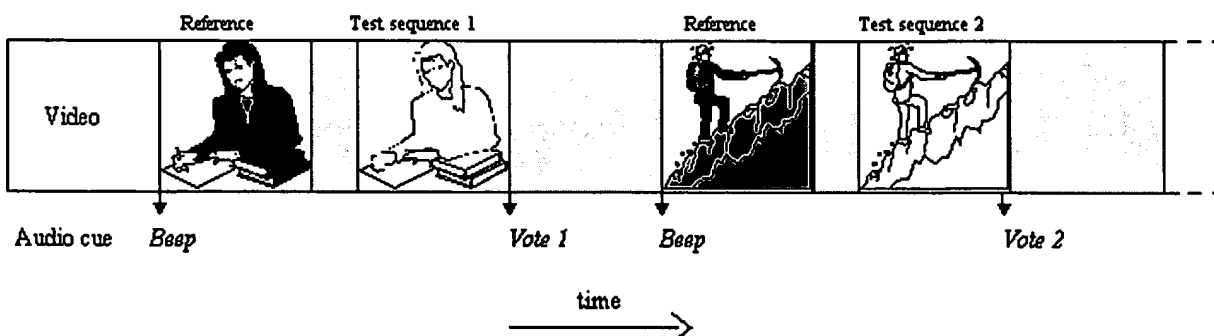 Reference Test sequence 1 Reference Test sequence 2
Video
Audio cue Beep Vote 1 Beep Vote 2
time